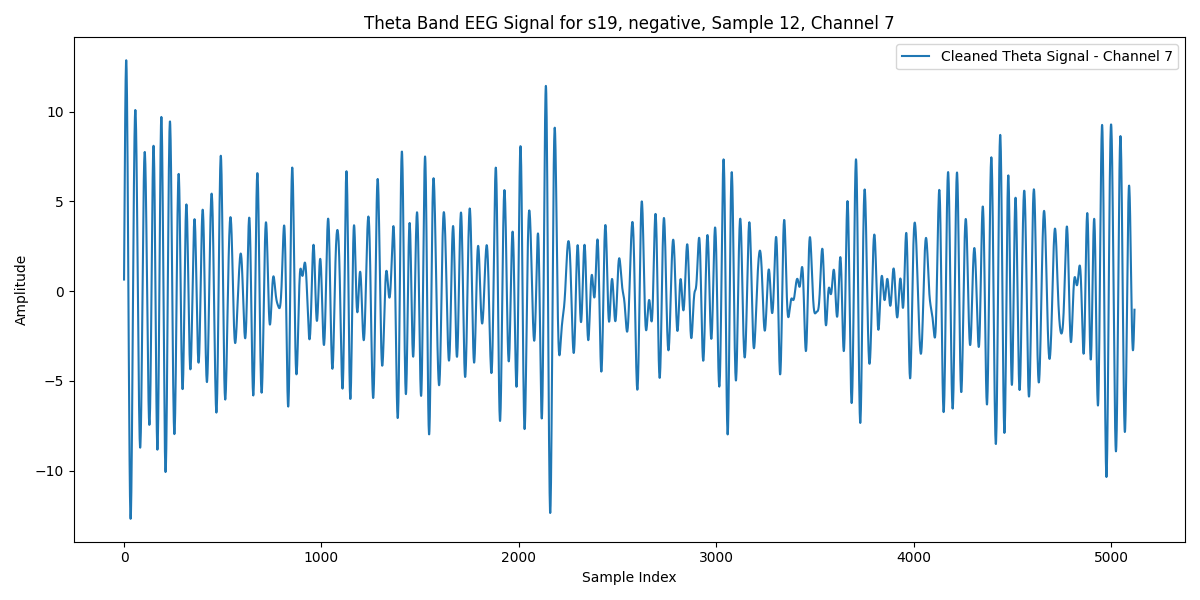 Theta Band EEG Signal for s19, negative, Sample 12, Channel 7
Cleaned Theta Signal - Channel 7
Amplitude
10
5
0
−5
−10
0 1000 2000 3000 4000 5000
Sample Index